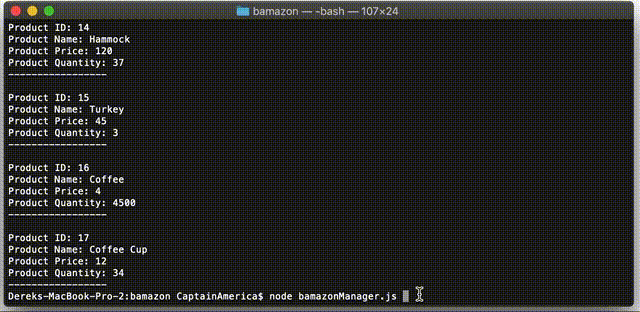 bamazon — -bash — 107×24
Product ID: 14
Product Name: Hammock
Product Price: 120
Product Quantity: 37
-----------------
Product ID: 15
Product Name: Turkey
Product Price: 45
Product Quantity: 3
-----------------
Product ID: 16
Product Name: Coffee
Product Price: 4
Product Quantity: 4500
-----------------
Product ID: 17
Product Name: Coffee Cup
Product Price: 12
Product Quantity: 34
-----------------
Dereks-MacBook-Pro-2:bamazon CaptainAmerica$ node bamazonManager.js